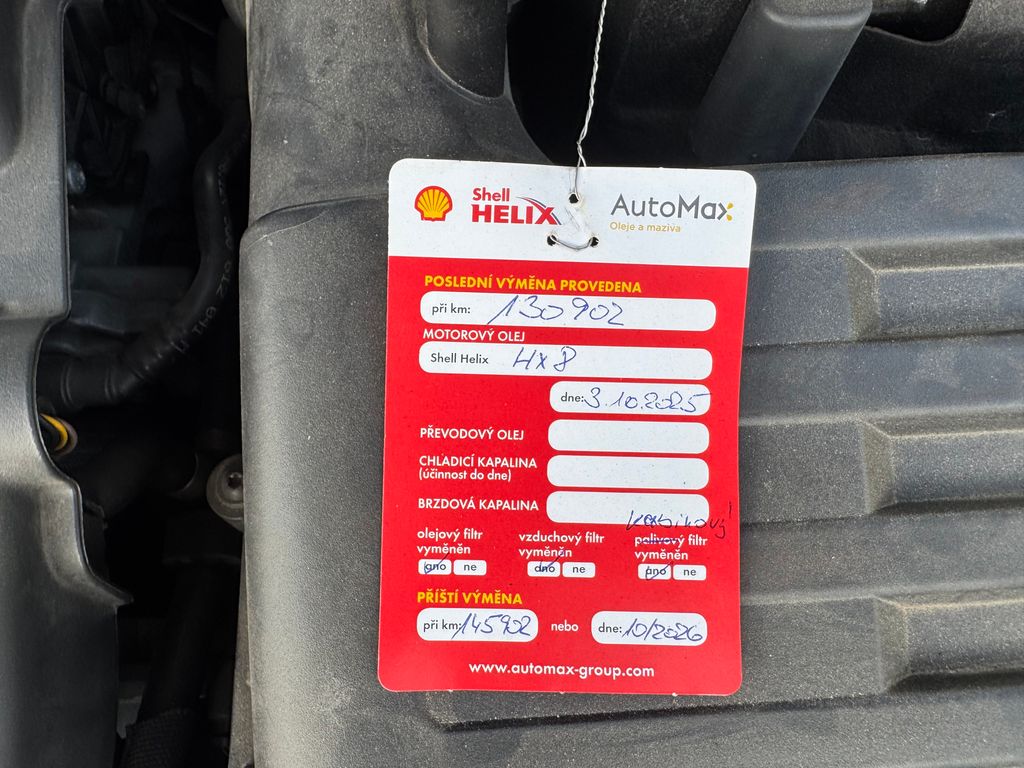 Shell
HELIX
AutoMax
Oleje a maziva
POSLEDNÍ VÝMĚNA PROVEDENA
při km: 130 902
MOTOROVÝ OLEJ
Shell Helix HX8
dne: 3.10.2025
PŘEVODOVÝ OLEJ
CHLADICÍ KAPALINA
(účinnost do dne)
BRZDOVÁ KAPALINA
kabinový
olejový filtr vzduchový filtr palivový filtr
vyměněn vyměněn vyměněn
ano ne ano ne ano ne
PŘÍŠTÍ VÝMĚNA
při km: 145902 nebo dne: 10/2026
www.automax-group.com